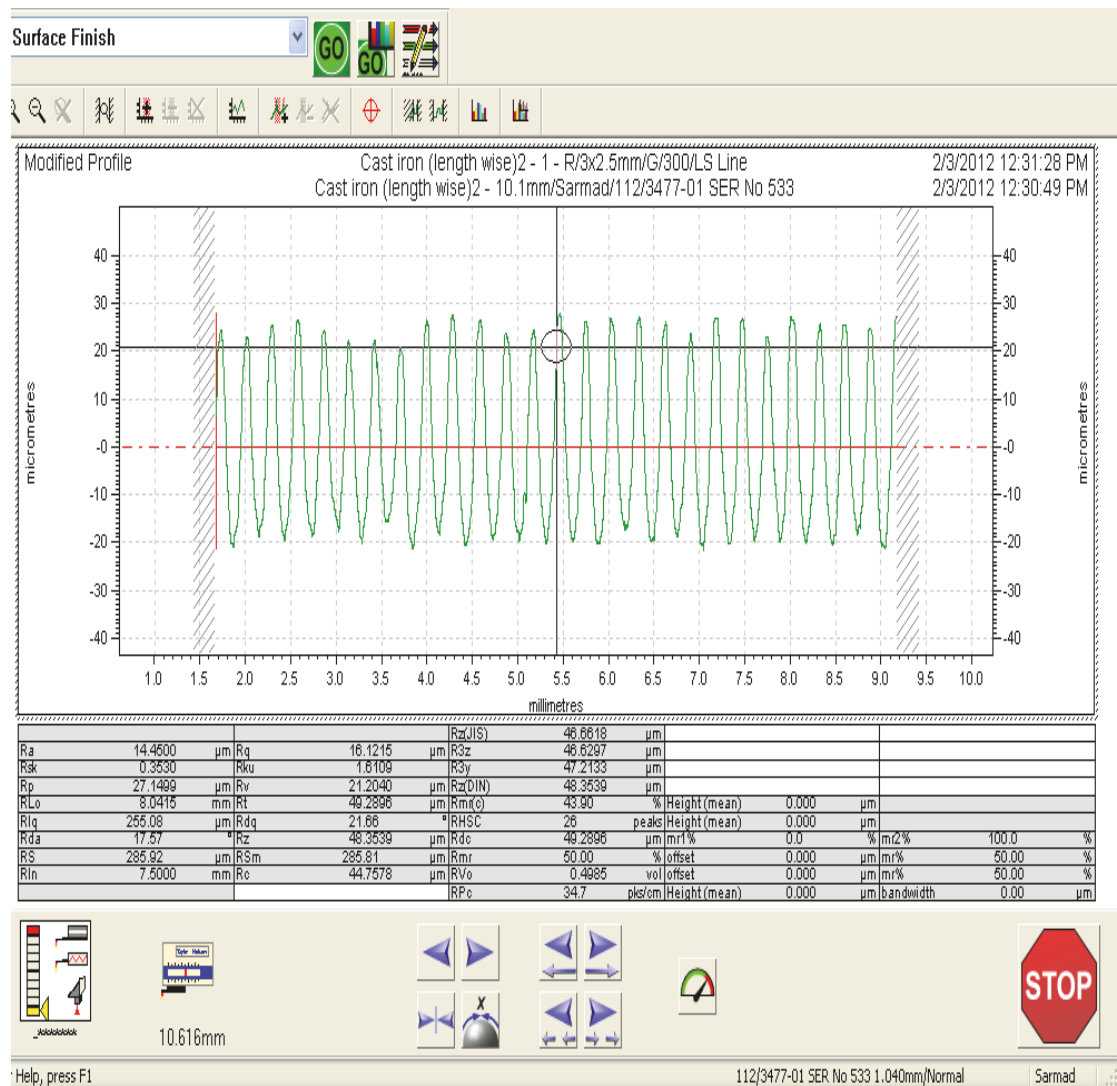 Surface Finish
GO GO
Modified Profile Cast iron (length wise)2 - 1 - R/3x2.5mm/G/300/LS Line 2/3/2012 12:31:28 PM
Cast iron (length wise)2 - 10.1mm/Sarmad/112/3477-01 SER No 533 2/3/2012 12:30:49 PM
40 40
30 30
20 20
10 10
micrometres -0 -0 micrometres
-10 -10
-20 -20
-30 -30
-40 -40
1.0 1.5 2.0 2.5 3.0 3.5 4.0 4.5 5.0 5.5 6.0 6.5 7.0 7.5 8.0 8.5 9.0 9.5 10.0
millimetres
Rz(JIS) 46.6618 µm
Ra 14.4500 µm Rq 16.1215 µm R3z 46.6297 µm
Rsk 0.3530 Rku 1.6109 R3y 47.2133 µm
Rp 27.1499 µm Rv 21.2040 µm Rz(DIN) 48.3539 µm
RLo 8.0415 mm Rt 49.2896 µm Rmr(c) 43.90 % Height (mean) 0.000 µm
Rlq 255.08 µm Rdq 21.66 ° RHSC 26 peaks Height (mean) 0.000 µm
Rda 17.57 ° Rz 48.3539 µm Rdc 49.2896 µm mr1% 0.0 % mr2% 100.0 %
RS 285.92 µm RSm 285.81 µm Rmr 50.00 % offset 0.000 µm mr% 50.00 %
Rln 7.5000 mm Rc 44.7578 µm RVo 0.4985 vol offset 0.000 µm mr% 50.00 %
RPc 34.7 pks/cm Height (mean) 0.000 µm bandwidth 0.00 µm
X
STOP
10.616mm
Help, press F1 112/3477-01 SER No 533 1.040mm/Normal Sarmad